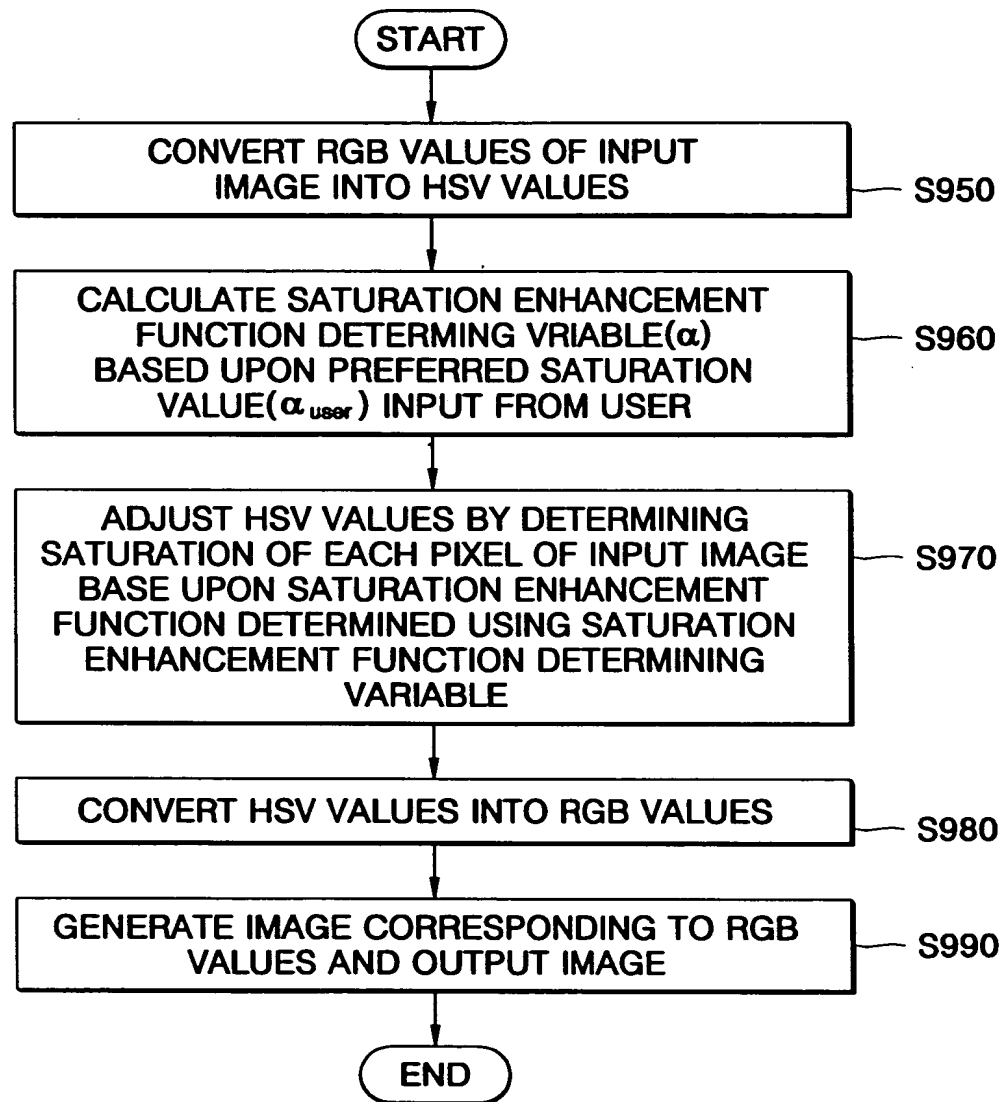 START
CONVERT RGB VALUES OF INPUT
IMAGE INTO HSV VALUES
S950
CALCULATE SATURATION ENHANCEMENT
FUNCTION DETERMING VRIABLE(α)
BASED UPON PREFERRED SATURATION
VALUE(α user) INPUT FROM USER
S960
ADJUST HSV VALUES BY DETERMINING
SATURATION OF EACH PIXEL OF INPUT IMAGE
BASE UPON SATURATION ENHANCEMENT
FUNCTION DETERMINED USING SATURATION
ENHANCEMENT FUNCTION DETERMINING
VARIABLE
S970
CONVERT HSV VALUES INTO RGB VALUES
S980
GENERATE IMAGE CORRESPONDING TO RGB
VALUES AND OUTPUT IMAGE
S990
END